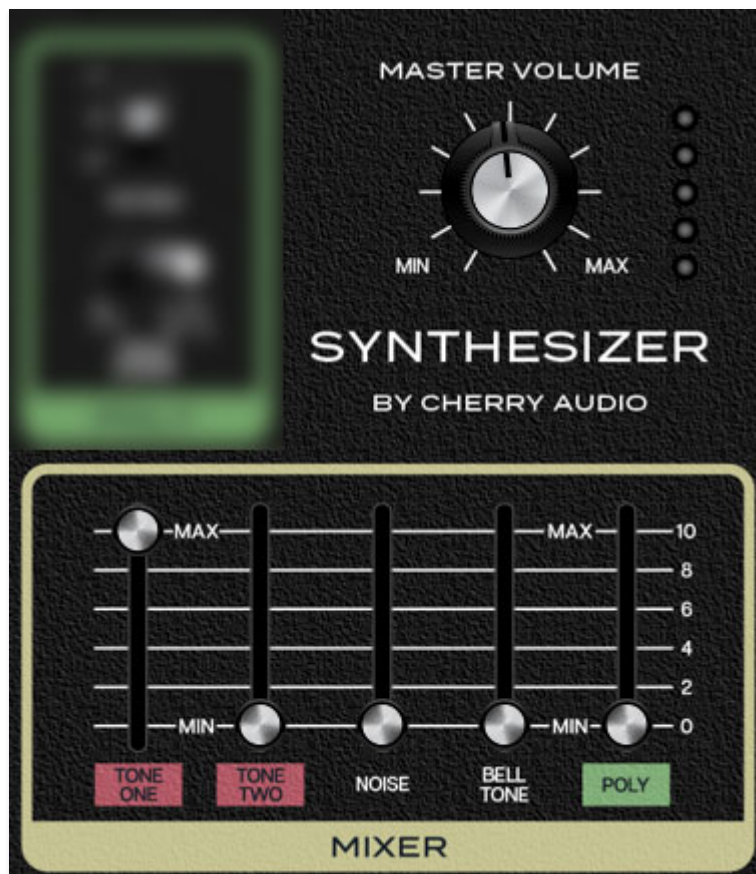 MASTER VOLUME
MIN MAX
SYNTHESIZER
BY CHERRY AUDIO
MAX MAX 10
8
6
4
2
MIN MIN 0
TONE
ONE
TONE
TWO
NOISE
BELL
TONE
POLY
MIXER